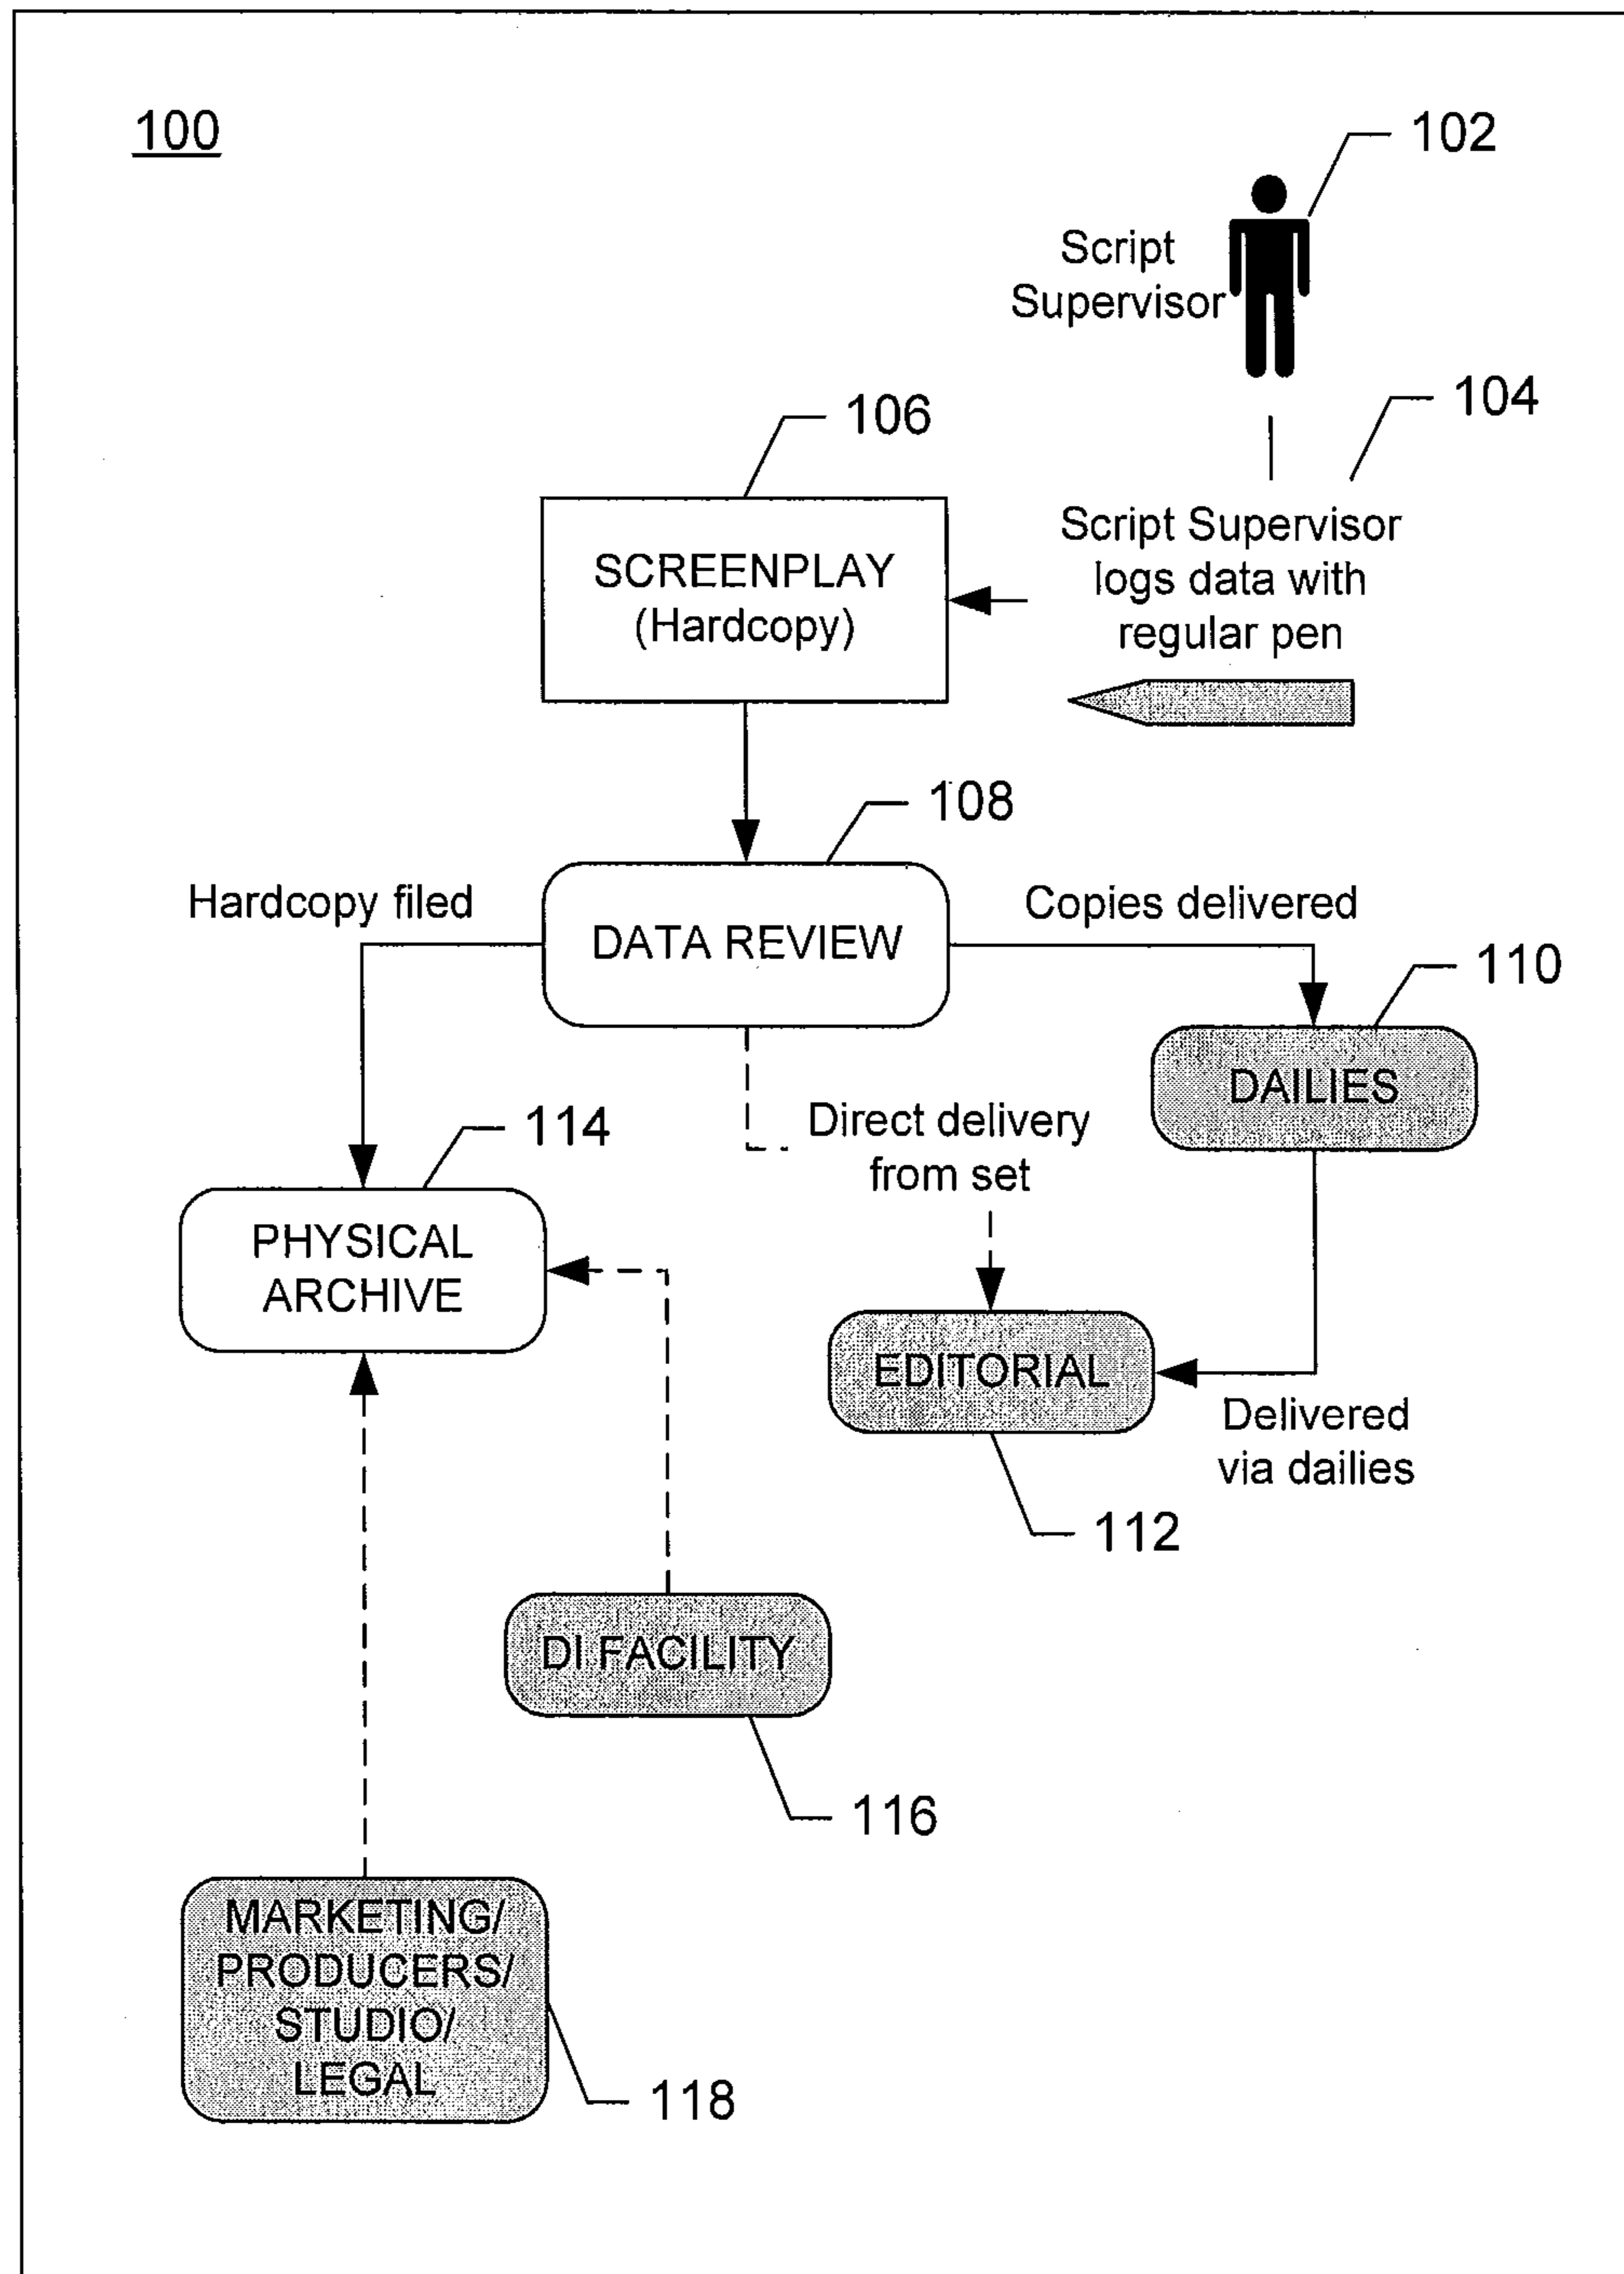 100
102
Script
Supervisor
104
106
Script Supervisor
logs data with
regular pen
SCREENPLAY
(Hardcopy)
108
Hardcopy filed
DATA REVIEW
Copies delivered
110
DAILIES
Direct delivery
from set
114
PHYSICAL
ARCHIVE
EDITORIAL
Delivered
via dailies
112
DI FACILITY
116
MARKETING/
PRODUCERS/
STUDIO/
LEGAL
118